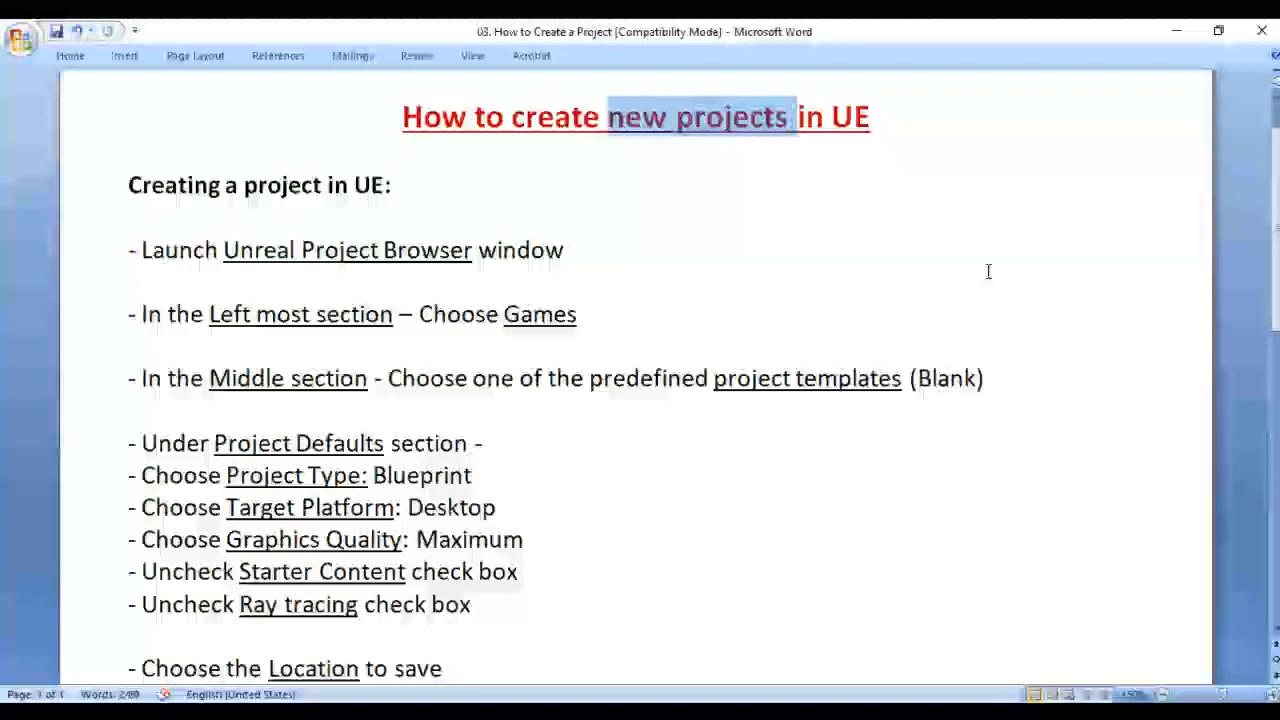 03. How to Create a Project [Compatibility Mode] - Microsoft Word
Home Insert Page Layout References Mailings Review View Acrobat
How to create new projects in UE
Creating a project in UE:
- Launch Unreal Project Browser window
- In the Left most section – Choose Games
- In the Middle section - Choose one of the predefined project templates (Blank)
- Under Project Defaults section -
- Choose Project Type: Blueprint
- Choose Target Platform: Desktop
- Choose Graphics Quality: Maximum
- Uncheck Starter Content check box
- Uncheck Ray tracing check box
- Choose the Location to save
Page: 1 of 1 Words: English (United States)